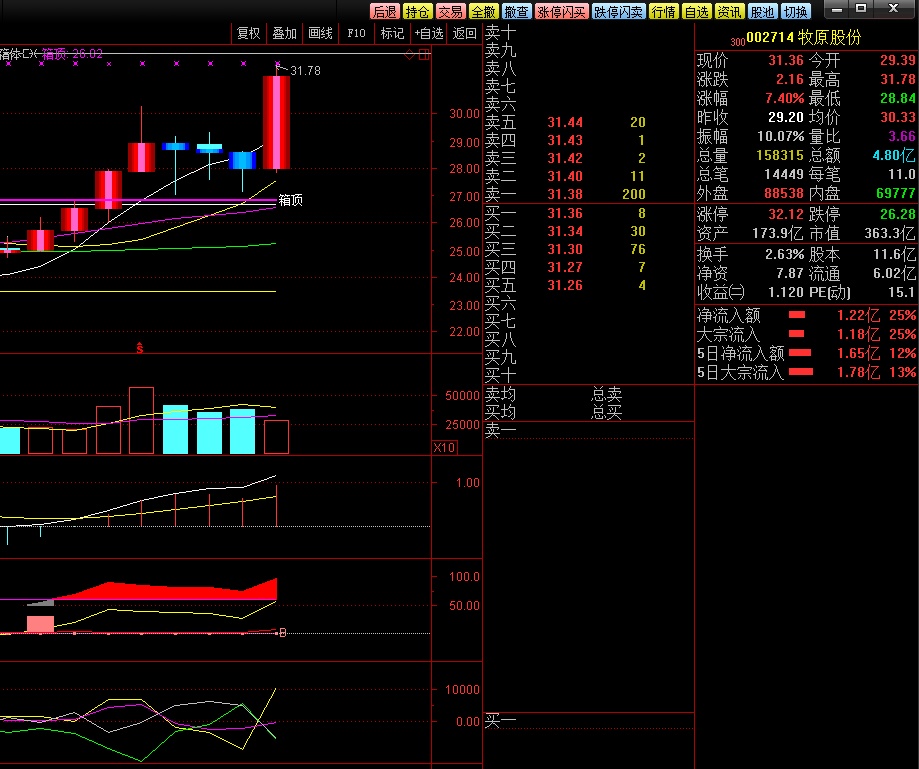 后退 持仓 交易 全撤 撤查 涨停闪买 跌停闪卖 行情 自选 资讯 股池 切换
复权 叠加 画线 F10 标记 +自选 返回
箱体EX 箱顶: 26.02
31.78
30.00
29.00
28.00
27.00
箱顶
26.00
25.00
24.00
23.00
22.00
S
50000
25000
X10
1.00
100.0
50.00
B
10000
0.00
卖十
卖九
卖八
卖七
卖六
卖五 31.44 20
卖四 31.43 1
卖三 31.42 2
卖二 31.40 11
卖一 31.38 200
买一 31.36 8
买二 31.34 30
买三 31.30 76
买四 31.27 7
买五 31.26 4
买六
买七
买八
买九
买十
卖均 总卖
买均 总买
卖一
买一
300 002714 牧原股份
现价 31.36 今开 29.39
涨跌 2.16 最高 31.78
涨幅 7.40% 最低 28.84
昨收 29.20 均价 30.33
振幅 10.07% 量比 3.66
总量 158315 总额 4.80亿
总笔 14449 每笔 11.0
外盘 88538 内盘 69777
涨停 32.12 跌停 26.28
资产 173.9亿 市值 363.3亿
换手 2.63% 股本 11.6亿
净资 7.87 流通 6.02亿
收益㈡ 1.120 PE(动) 15.1
净流入额 1.22亿 25%
大宗流入 1.18亿 25%
5日净流入额 1.65亿 12%
5日大宗流入 1.78亿 13%